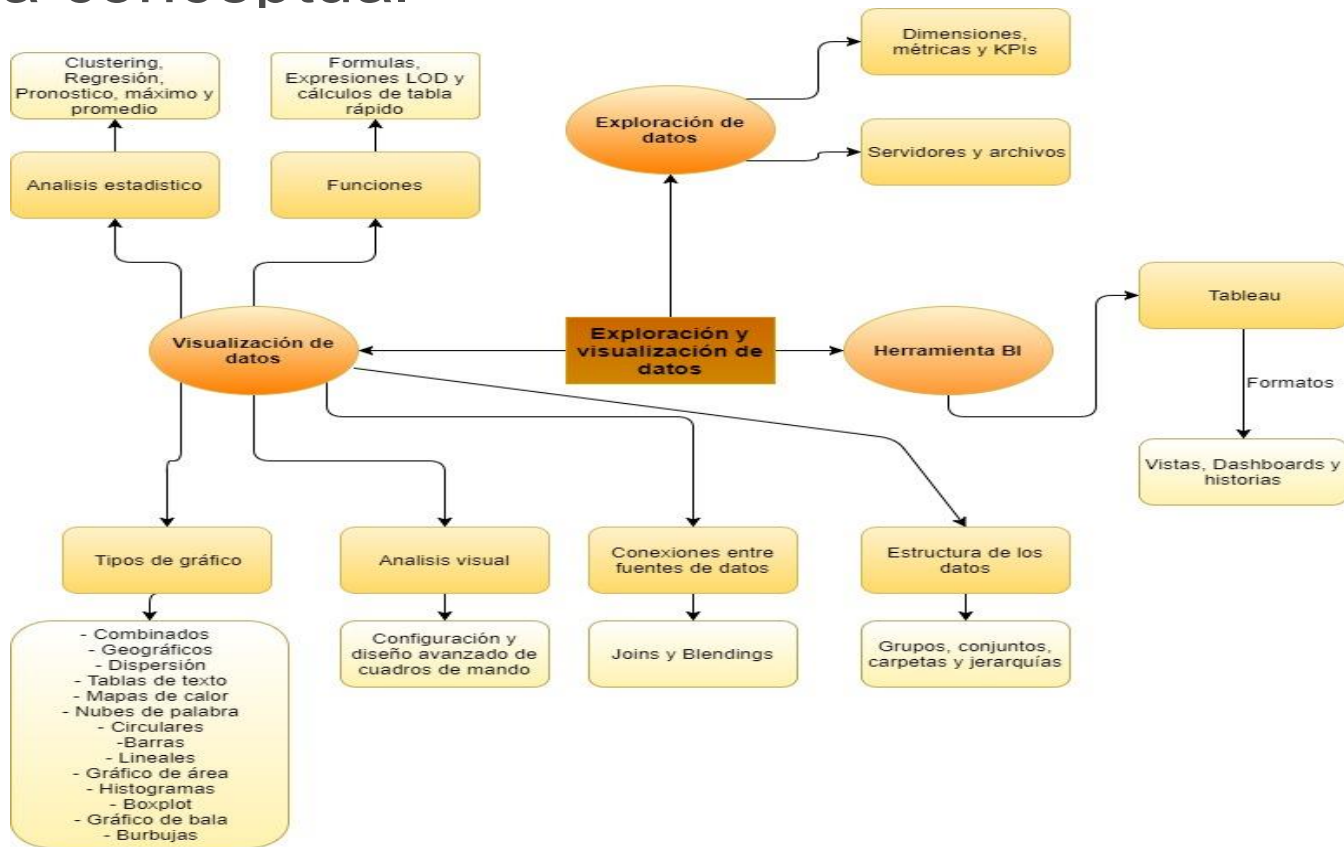 a conceptual
Clustering,
Regresión,
Pronostico, máximo y
promedio
Formulas,
Expresiones LOD y
cálculos de tabla
rápido
Dimensiones,
métricas y KPIs
Exploración de
datos
Servidores y archivos
Analisis estadistico
Funciones
Visualización de
datos
Exploración y
visualización de
datos
Herramienta BI
Tableau
Formatos
Vistas, Dashboards y
historias
Tipos de gráfico
Analisis visual
Conexiones entre
fuentes de datos
Estructura de los
datos
- Combinados
- Geográficos
- Dispersión
- Tablas de texto
- Mapas de calor
- Nubes de palabra
- Circulares
-Barras
- Lineales
- Gráfico de área
- Histogramas
- Boxplot
- Gráfico de bala
- Burbujas
Configuración y
diseño avanzado de
cuadros de mando
Joins y Blendings
Grupos, conjuntos,
carpetas y jerarquías